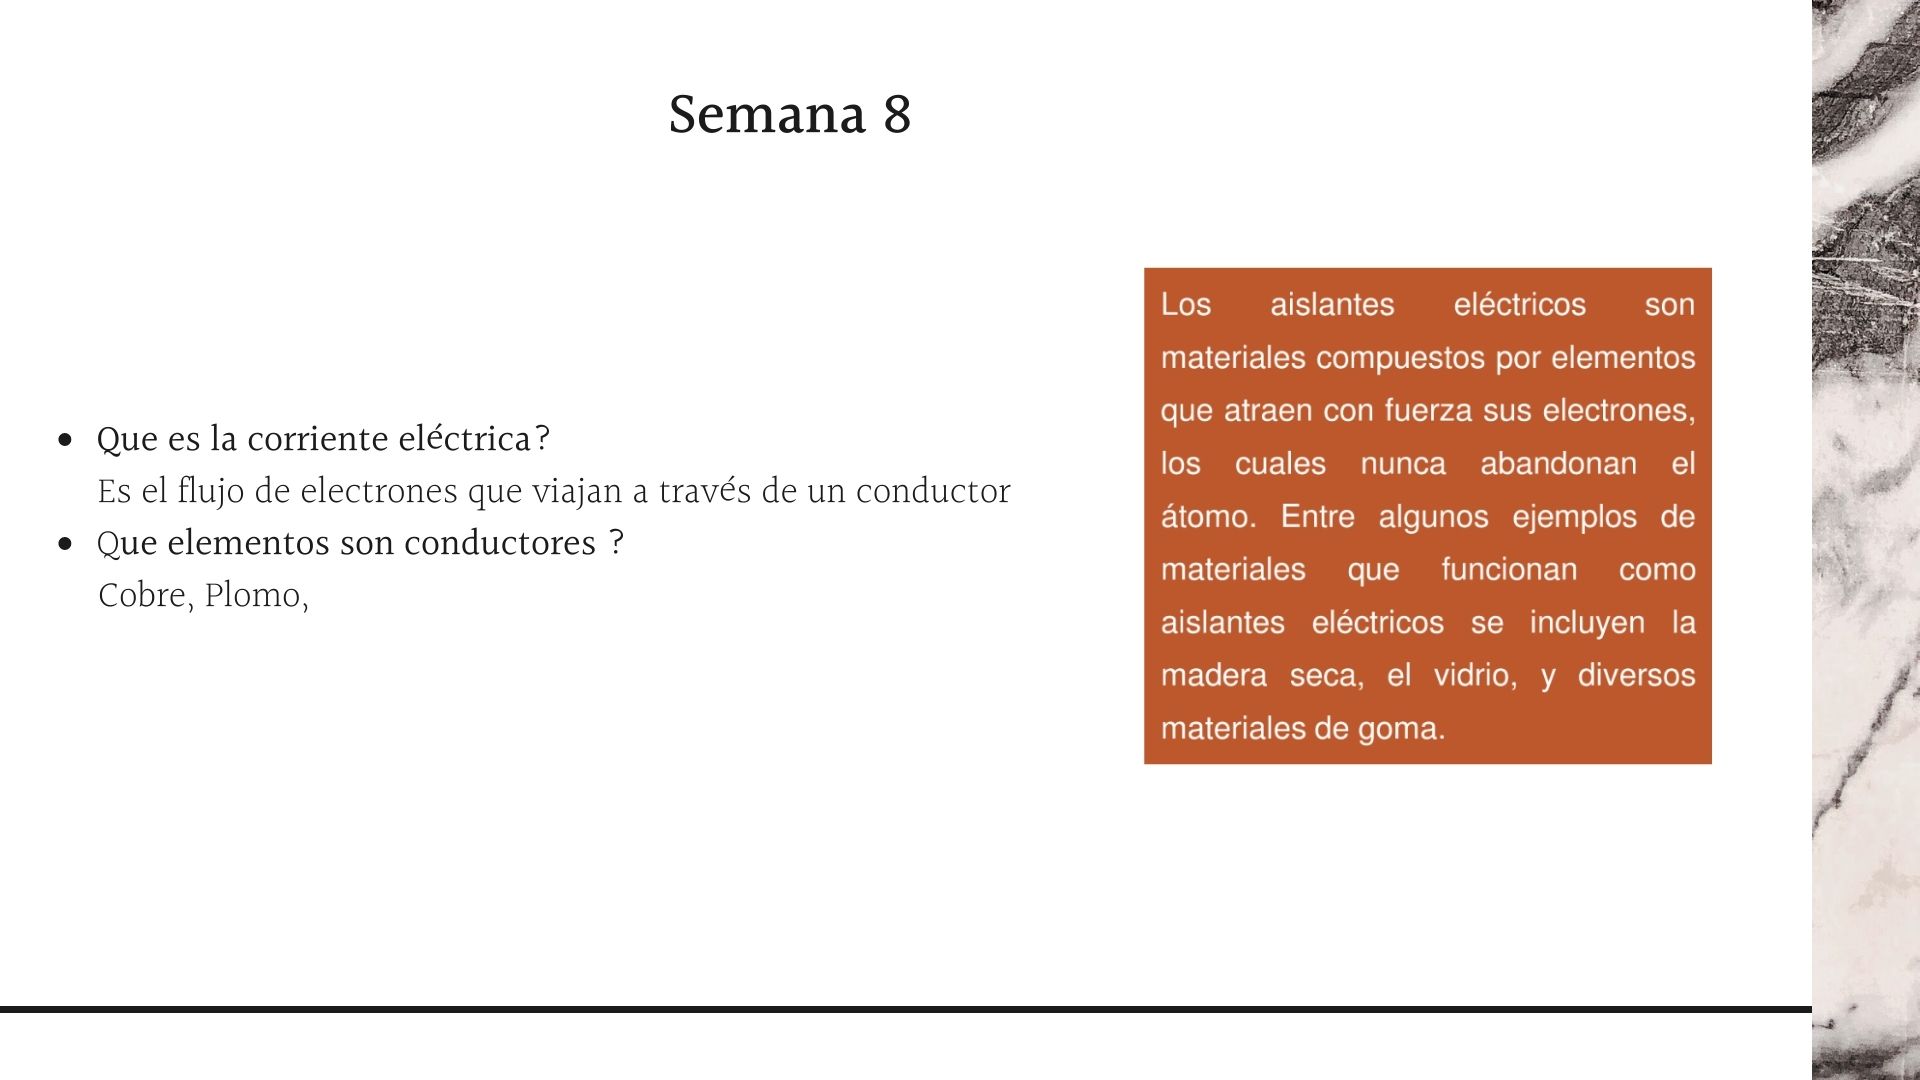 Semana 8
Que es la corriente eléctrica?
Es el flujo de electrones que viajan a través de un conductor
Que elementos son conductores ?
Cobre, Plomo,
Los aislantes eléctricos son
materiales compuestos por elementos
que atraen con fuerza sus electrones,
los cuales nunca abandonan el
átomo. Entre algunos ejemplos de
materiales que funcionan como
aislantes eléctricos se incluyen la
madera seca, el vidrio, y diversos
materiales de goma.